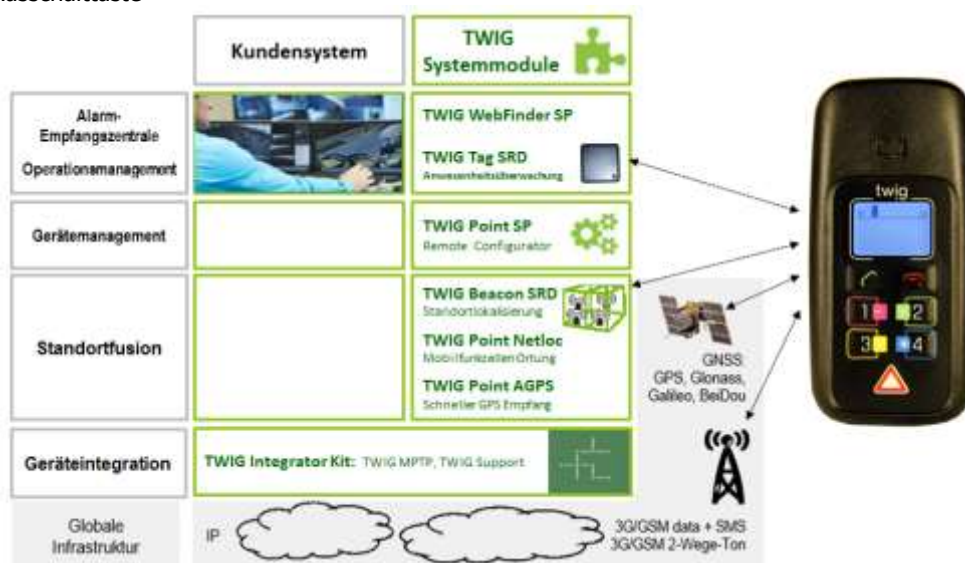 Kundensystem
TWIG
Systemmodule
Alarm-
Empfangszentrale
Operationsmanagement
TWIG WebFinder SP
TWIG Tag SRD
Anwesenheitsüberwachung
twig
Gerätemanagement
TWIG Point SP
Remote Configurator
1
2
3
4
Standortfusion
TWIG Beacon SRD
Standortlokalisierung
TWIG Point Netloc
Mobilfunkzellen Ortung
TWIG Point AGPS
Schneller GPS Empfang
GNSS:
GPS, Glonass,
Galileo, BeiDou
Geräteintegration
TWIG Integrator Kit: TWIG MPTP, TWIG Support
Globale
Infrastruktur
IP
3G/GSM data + SMS
3G/GSM 2-Wege-Ton